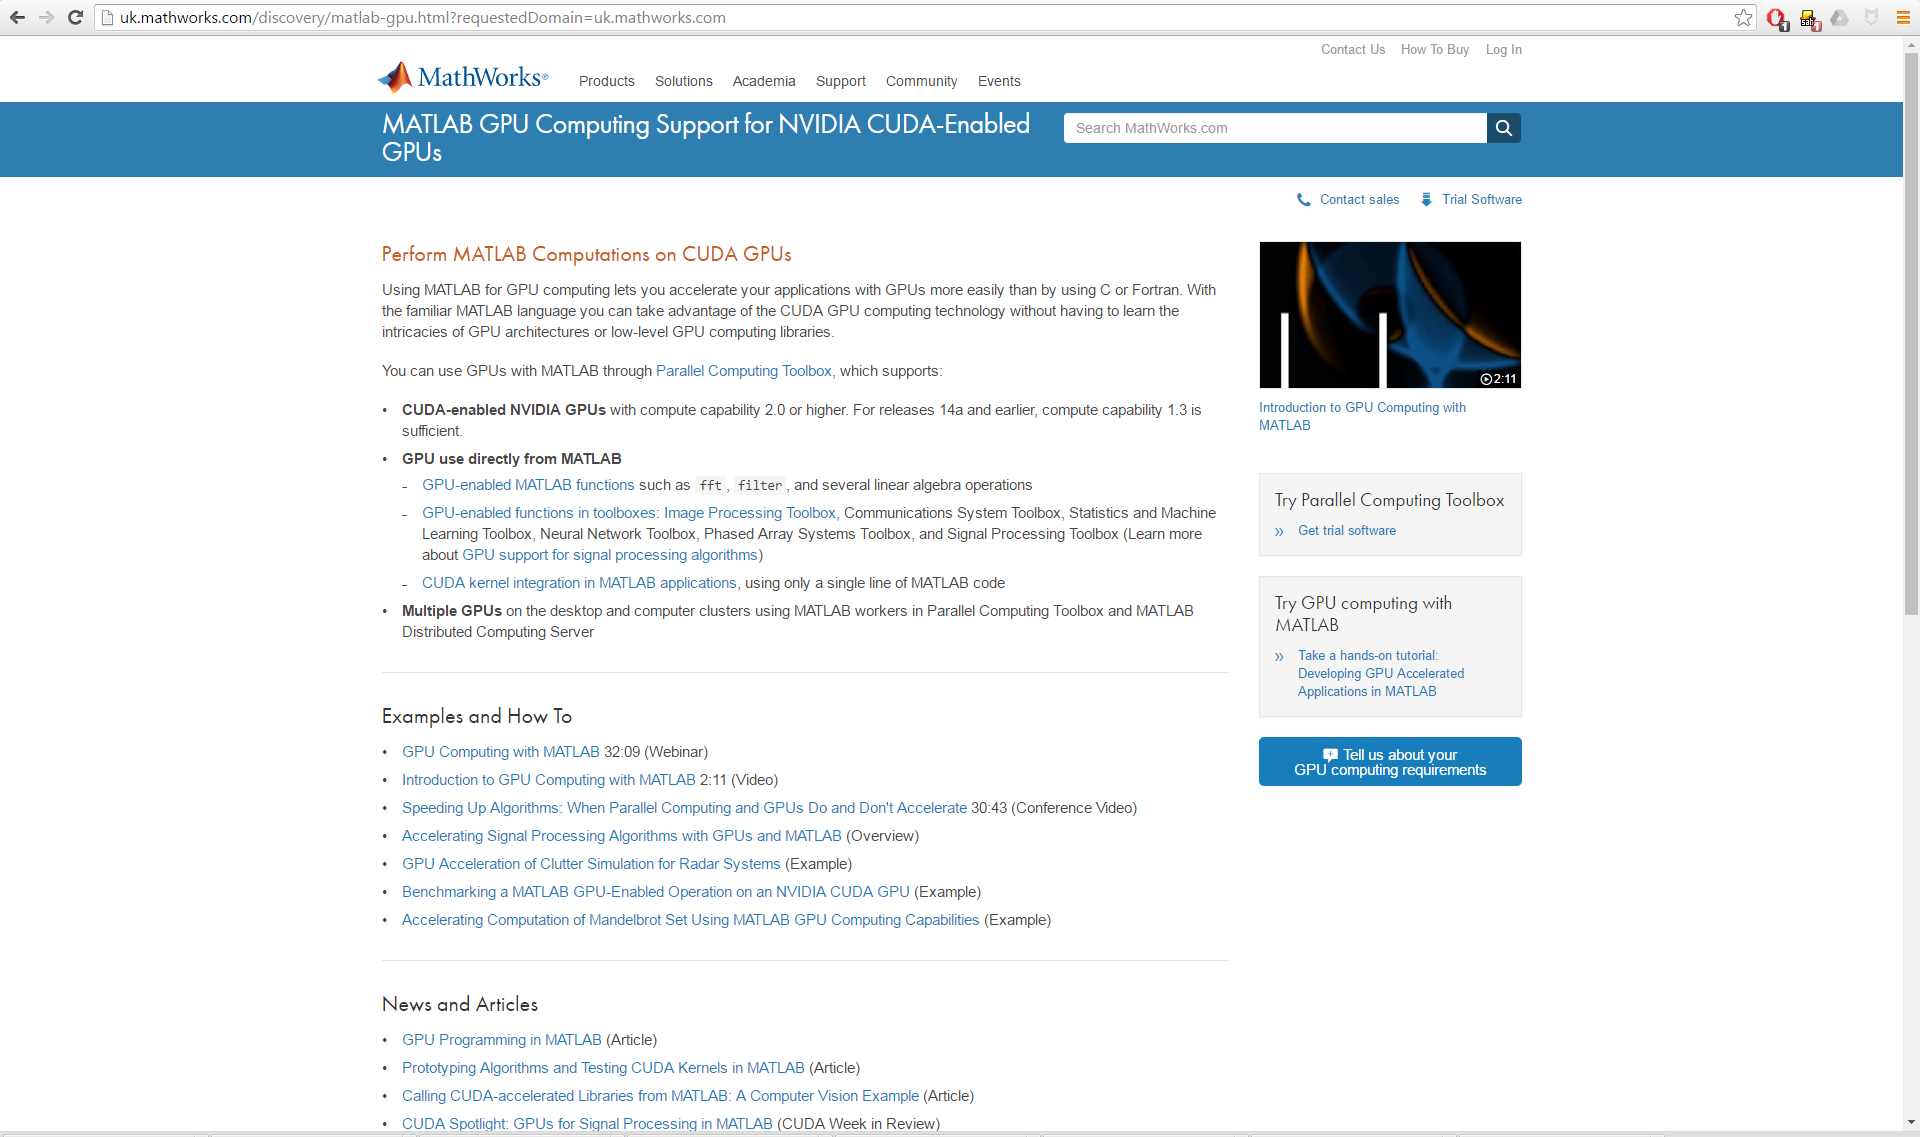 uk.mathworks.com/discovery/matlab-gpu.html?requestedDomain=uk.mathworks.com
Contact Us How To Buy Log In
MathWorks® Products Solutions Academia Support Community Events
MATLAB GPU Computing Support for NVIDIA CUDA-Enabled
GPUs
Search MathWorks.com
Contact sales Trial Software
Perform MATLAB Computations on CUDA GPUs
Using MATLAB for GPU computing lets you accelerate your applications with GPUs more easily than by using C or Fortran. With
the familiar MATLAB language you can take advantage of the CUDA GPU computing technology without having to learn the
intricacies of GPU architectures or low-level GPU computing libraries.
You can use GPUs with MATLAB through Parallel Computing Toolbox, which supports:
• CUDA-enabled NVIDIA GPUs with compute capability 2.0 or higher. For releases 14a and earlier, compute capability 1.3 is
sufficient.
• GPU use directly from MATLAB
– GPU-enabled MATLAB functions such as fft, filter, and several linear algebra operations
– GPU-enabled functions in toolboxes: Image Processing Toolbox, Communications System Toolbox, Statistics and Machine
Learning Toolbox, Neural Network Toolbox, Phased Array Systems Toolbox, and Signal Processing Toolbox (Learn more
about GPU support for signal processing algorithms)
– CUDA kernel integration in MATLAB applications, using only a single line of MATLAB code
• Multiple GPUs on the desktop and computer clusters using MATLAB workers in Parallel Computing Toolbox and MATLAB
Distributed Computing Server
Examples and How To
• GPU Computing with MATLAB 32:09 (Webinar)
• Introduction to GPU Computing with MATLAB 2:11 (Video)
• Speeding Up Algorithms: When Parallel Computing and GPUs Do and Don't Accelerate 30:43 (Conference Video)
• Accelerating Signal Processing Algorithms with GPUs and MATLAB (Overview)
• GPU Acceleration of Clutter Simulation for Radar Systems (Example)
• Benchmarking a MATLAB GPU-Enabled Operation on an NVIDIA CUDA GPU (Example)
• Accelerating Computation of Mandelbrot Set Using MATLAB GPU Computing Capabilities (Example)
News and Articles
• GPU Programming in MATLAB (Article)
• Prototyping Algorithms and Testing CUDA Kernels in MATLAB (Article)
• Calling CUDA-accelerated Libraries from MATLAB: A Computer Vision Example (Article)
• CUDA Spotlight: GPUs for Signal Processing in MATLAB (CUDA Week in Review)
2:11
Introduction to GPU Computing with
MATLAB
Try Parallel Computing Toolbox
» Get trial software
Try GPU computing with
MATLAB
» Take a hands-on tutorial:
Developing GPU Accelerated
Applications in MATLAB
Tell us about your
GPU computing requirements